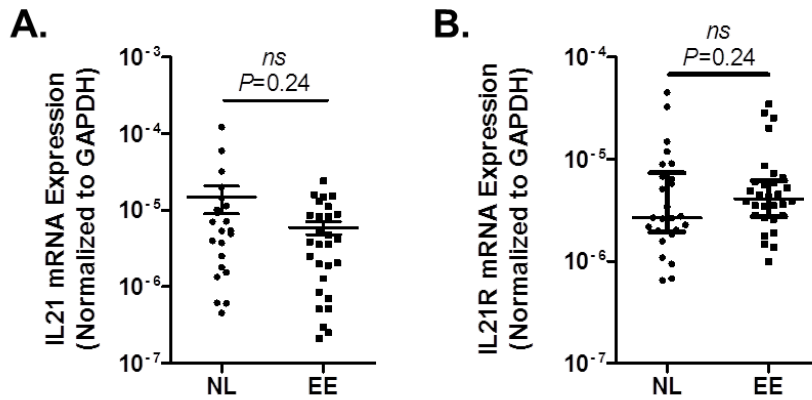 A.
IL21 mRNA Expression
(Normalized to GAPDH)
10⁻³
10⁻⁴
10⁻⁵
10⁻⁶
10⁻⁷
ns
P=0.24
NL
EE
B.
IL21R mRNA Expression
(Normalized to GAPDH)
10⁻⁴
10⁻⁵
10⁻⁶
10⁻⁷
ns
P=0.24
NL
EE